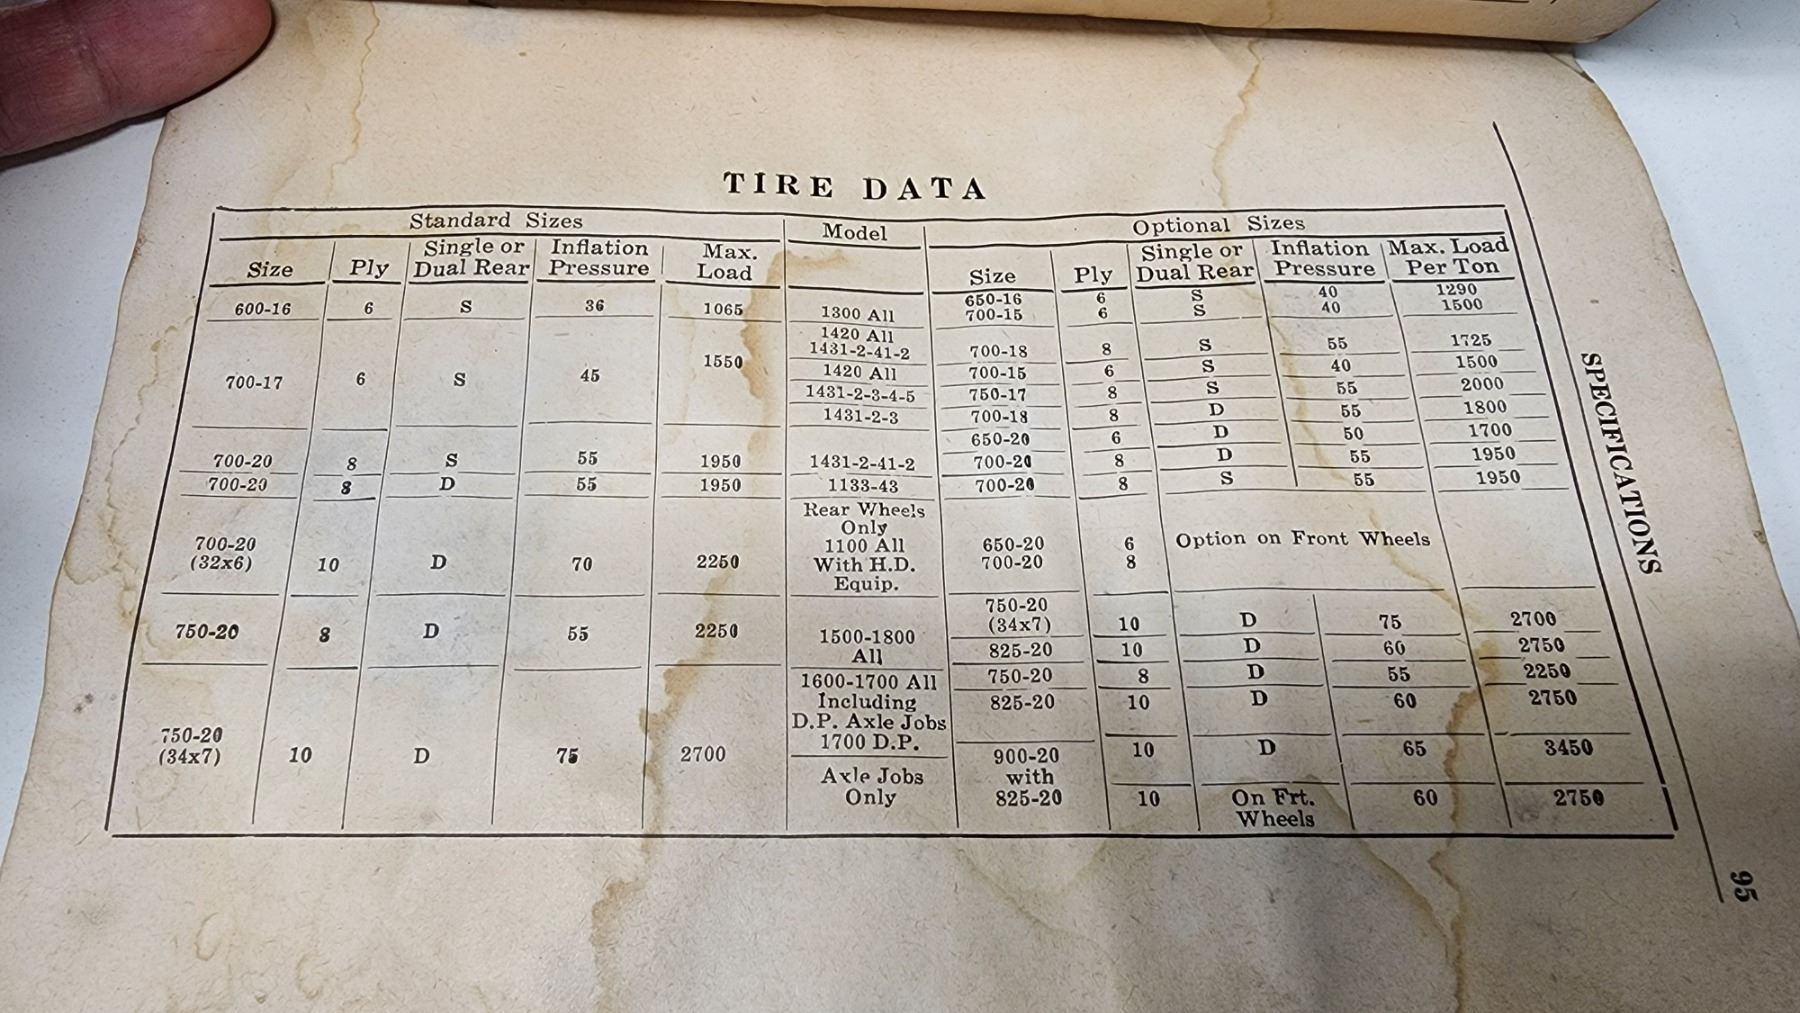 TIRE DATA
Standard Sizes Model Optional Sizes
Size Ply Single or Dual Rear Inflation Pressure Max. Load Size Ply Single or Dual Rear Inflation Pressure Max. Load Per Ton
650-16 6 S 40 1290
600-16 6 S 36 1065 1300 All 700-15 6 S 40 1500
1420 All
1431-2-41-2 700-18 8 S 55 1725
1550
1420 All 700-15 6 S 40 1500
700-17 6 S 45
1431-2-3-4-5 750-17 8 S 55 2000
1431-2-3 700-18 8 D 55 1800
650-20 6 D 50 1700
700-20 8 S 55 1950 1431-2-41-2 700-20 8 D 55 1950
700-20 8 D 55 1950 1133-43 700-20 8 S 55 1950
Rear Wheels
Only
700-20 1100 All 650-20 6 Option on Front Wheels
(32x6) 10 D 70 2250 With H.D. 700-20 8
Equip.
750-20
(34x7) 10 D 75 2700
750-20 8 D 55 2250 1500-1800
All 825-20 10 D 60 2750
1600-1700 All 750-20 8 D 55 2250
Including 825-20 10 D 60 2750
D.P. Axle Jobs
750-20 1700 D.P.
(34x7) 10 D 75 2700 900-20 10 D 65 3450
Axle Jobs with
Only 825-20 10 On Frt. 60 2750
Wheels
SPECIFICATIONS
95